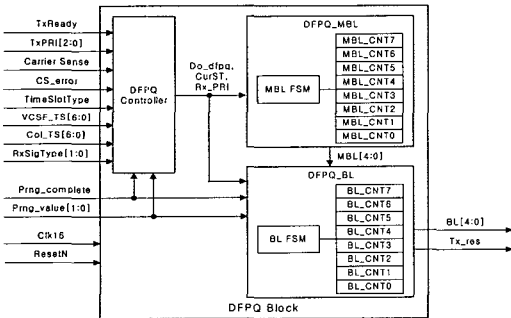 TxReady
TxPRI[2:0]
Carrier Sense
CS_error
TimeSlotType
VCSF_TS[6:0]
Col_TS[6:0]
RxSigType[1:0]
Prng_complete
Prng_value[1:0]
Clk16
ResetN
DFPQ
Controller
Do_dfpq,
CurST,
Rx_PRI
DFPQ_MBL
MBL FSM
MBL_CNT7
MBL_CNT6
MBL_CNT5
MBL_CNT4
MBL_CNT3
MBL_CNT2
MBL_CNT1
MBL_CNT0
MBL[4:0]
DFPQ_BL
BL FSM
BL_CNT7
BL_CNT6
BL_CNT5
BL_CNT4
BL_CNT3
BL_CNT2
BL_CNT1
BL_CNT0
BL[4:0]
Tx_res
DFPQ Block